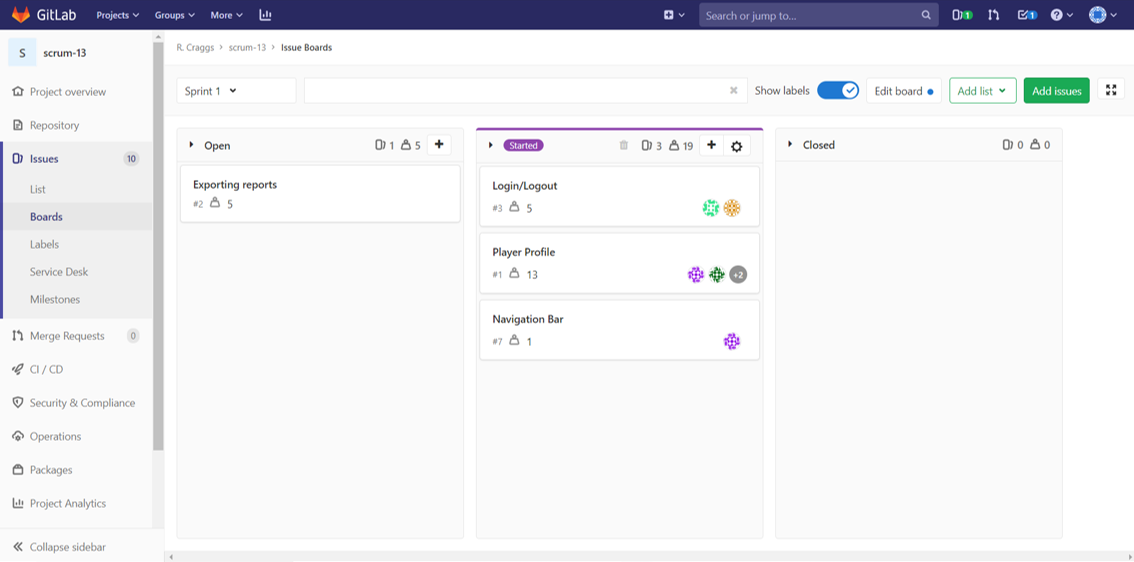 GitLab Projects Groups More Search or jump to... 1 1
S scrum-13
R. Craggs > scrum-13 > Issue Boards
Project overview
Repository
Issues 10
List
Boards
Labels
Service Desk
Milestones
Merge Requests 0
CI / CD
Security & Compliance
Operations
Packages
Project Analytics
Collapse sidebar
Sprint 1 Show labels Edit board Add list Add issues
Open 1 5
Exporting reports
#2 5
Started 3 19
Login/Logout
#3 5
Player Profile
#1 13 +2
Navigation Bar
#7 1
Closed 0 0